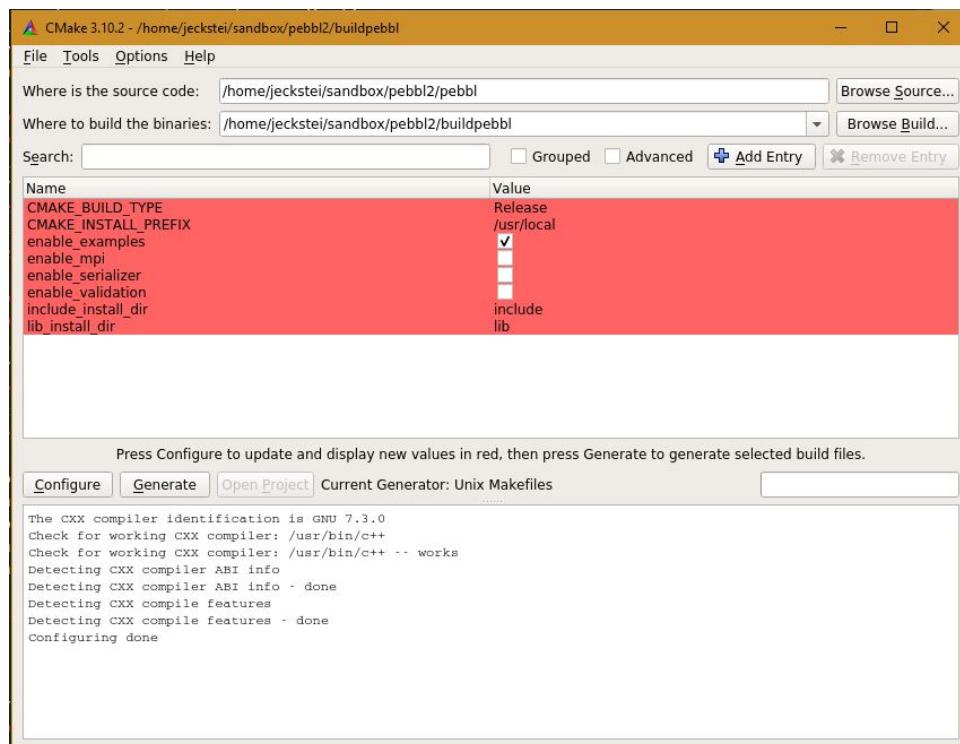 CMake 3.10.2 - /home/jeckstei/sandbox/pebbl2/buildpebbl
File Tools Options Help
Where is the source code: /home/jeckstei/sandbox/pebbl2/pebbl Browse Source...
Where to build the binaries: /home/jeckstei/sandbox/pebbl2/buildpebbl Browse Build...
Search: Grouped Advanced Add Entry Remove Entry
Name Value
CMAKE_BUILD_TYPE Release
CMAKE_INSTALL_PREFIX /usr/local
enable_examples
enable_mpi
enable_serializer
enable_validation
include_install_dir include
lib_install_dir lib
Press Configure to update and display new values in red, then press Generate to generate selected build files.
Configure Generate Open Project Current Generator: Unix Makefiles
The CXX compiler identification is GNU 7.3.0
Check for working CXX compiler: /usr/bin/c++
Check for working CXX compiler: /usr/bin/c++ -- works
Detecting CXX compiler ABI info
Detecting CXX compiler ABI info - done
Detecting CXX compile features
Detecting CXX compile features - done
Configuring done